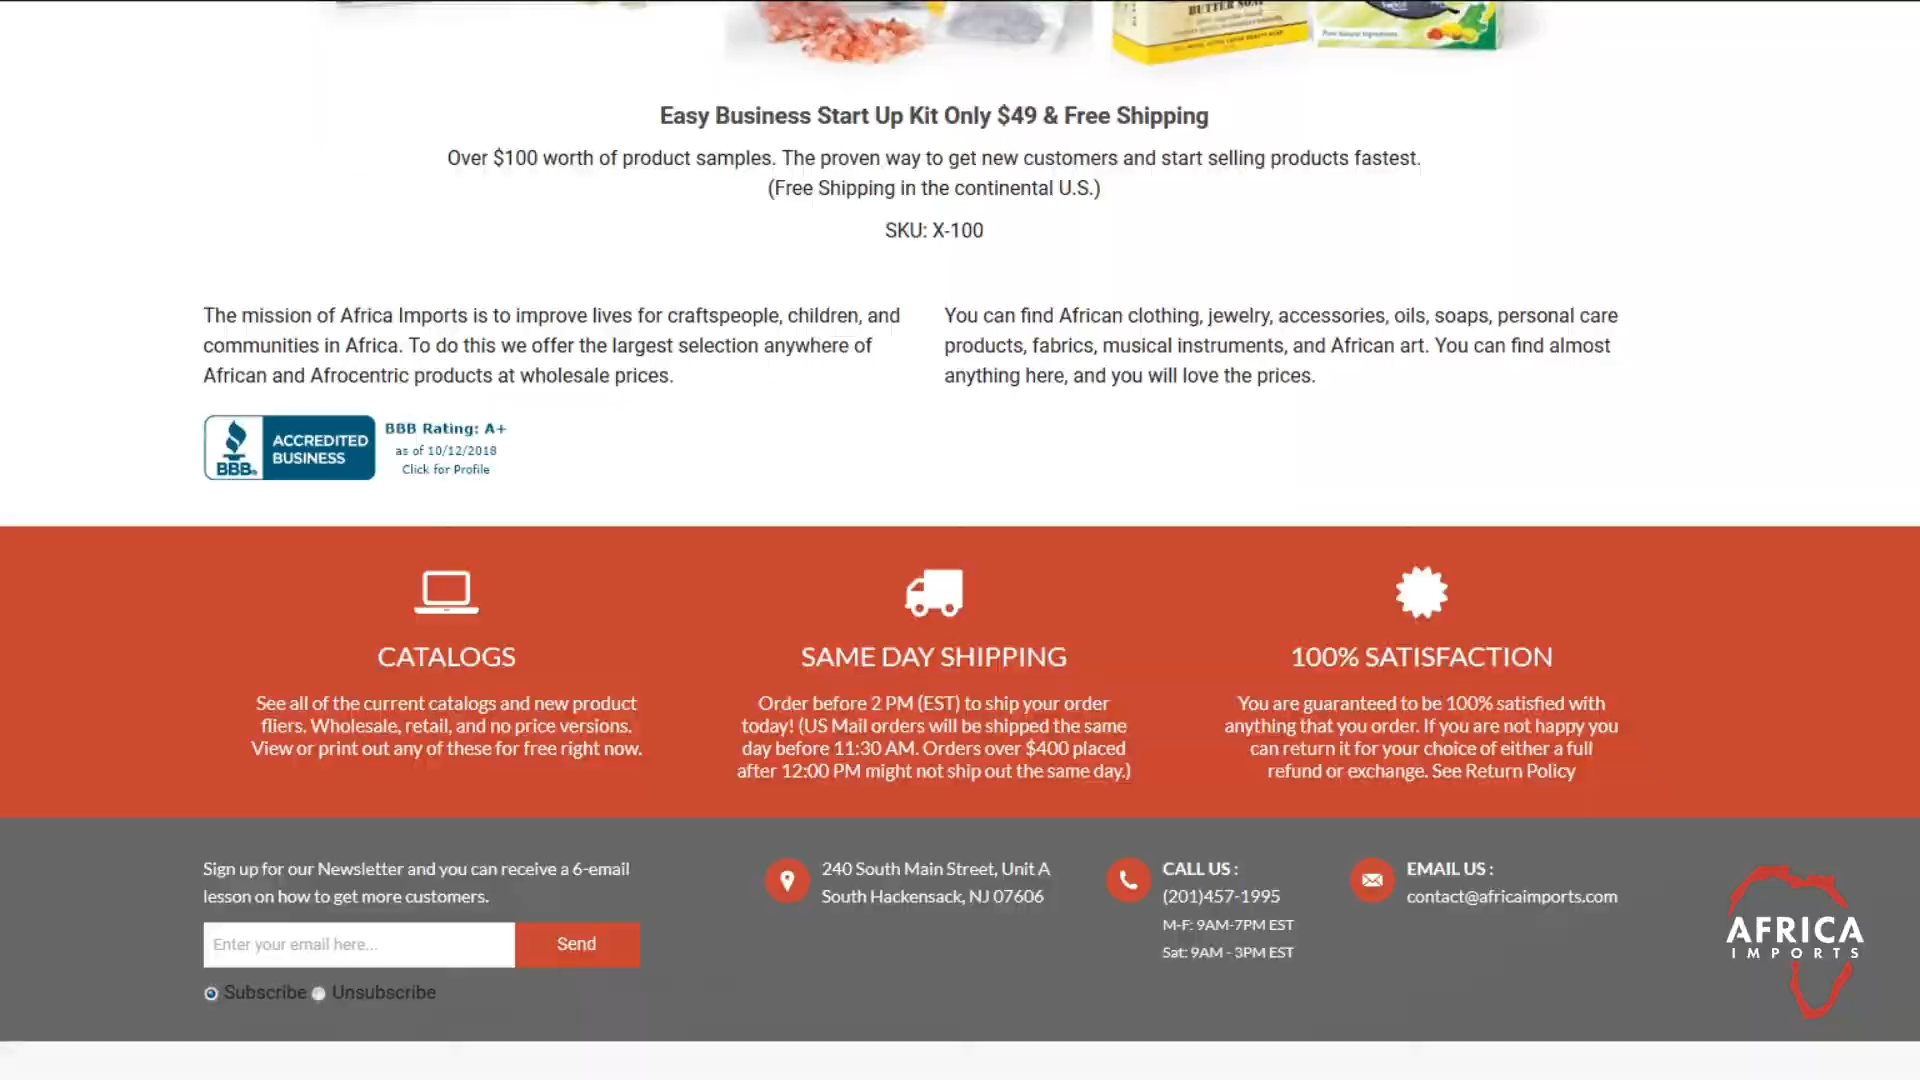 BUTTER SOAP
Pure Natural Ingredients
Easy Business Start Up Kit Only $49 & Free Shipping
Over $100 worth of product samples. The proven way to get new customers and start selling products fastest.
(Free Shipping in the continental U.S.)
SKU: X-100
The mission of Africa Imports is to improve lives for craftspeople, children, and
communities in Africa. To do this we offer the largest selection anywhere of
African and Afrocentric products at wholesale prices.
You can find African clothing, jewelry, accessories, oils, soaps, personal care
products, fabrics, musical instruments, and African art. You can find almost
anything here, and you will love the prices.
BBB.
ACCREDITED
BUSINESS
BBB Rating: A+
as of 10/12/2018
Click for Profile
CATALOGS
See all of the current catalogs and new product
fliers. Wholesale, retail, and no price versions.
View or print out any of these for free right now.
SAME DAY SHIPPING
Order before 2 PM (EST) to ship your order
today! (US Mail orders will be shipped the same
day before 11:30 AM. Orders over $400 placed
after 12:00 PM might not ship out the same day.)
100% SATISFACTION
You are guaranteed to be 100% satisfied with
anything that you order. If you are not happy you
can return it for your choice of either a full
refund or exchange. See Return Policy
Sign up for our Newsletter and you can receive a 6-email
lesson on how to get more customers.
Enter your email here...
Send
Subscribe Unsubscribe
240 South Main Street, Unit A
South Hackensack, NJ 07606
CALL US :
(201)457-1995
M-F: 9AM-7PM EST
Sat: 9AM - 3PM EST
EMAIL US :
contact@africaimports.com
AFRICA
IMPORTS